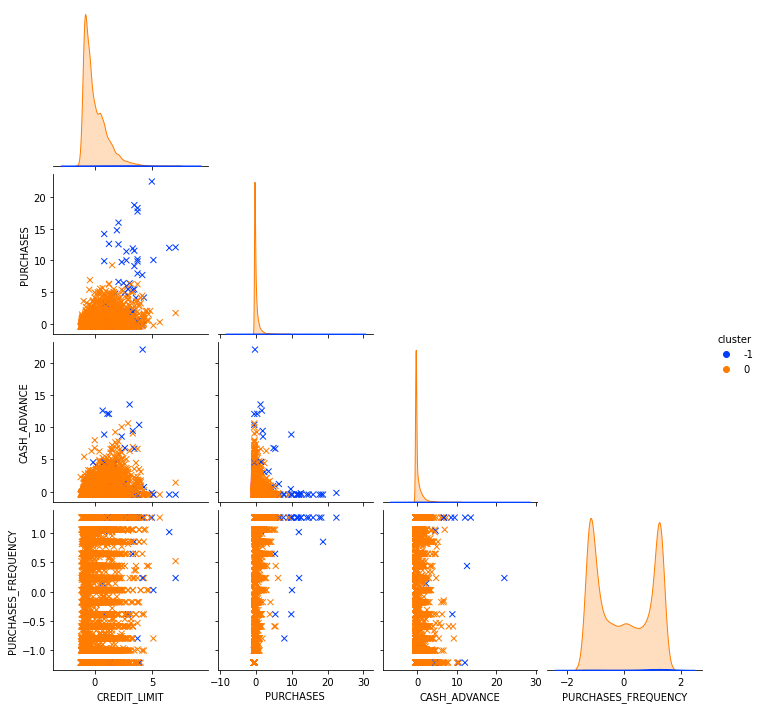 PURCHASES
20
15
10
5
0
CASH_ADVANCE
20
15
10
5
0
PURCHASES_FREQUENCY
1.0
0.5
0.0
−0.5
−1.0
0 5
CREDIT_LIMIT
−10 0 10 20 30
PURCHASES
0 10 20 30
CASH_ADVANCE
−2 0 2
PURCHASES_FREQUENCY
cluster
-1
0